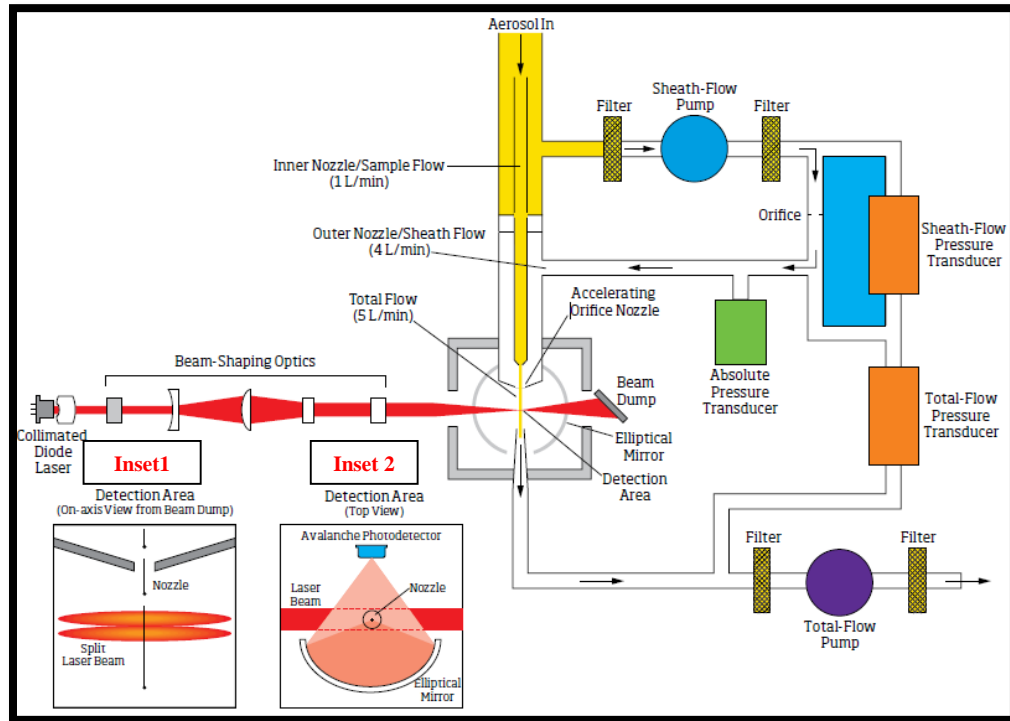 Aerosol In
Filter
Sheath-Flow
Pump
Filter
Inner Nozzle/Sample Flow
(1 L/min)
Orifice
Outer Nozzle/Sheath Flow
(4 L/min)
Sheath-Flow
Pressure
Transducer
Total Flow
(5 L/min)
Accelerating
Orifice Nozzle
Beam-Shaping Optics
Beam
Dump
Absolute
Pressure
Transducer
Total-Flow
Pressure
Transducer
Collimated
Diode
Laser
Elliptical
Mirror
Detection
Area
Inset1
Inset 2
Detection Area
(On-axis View from Beam Dump)
Nozzle
Split
Laser Beam
Detection Area
(Top View)
Avalanche Photodetector
Laser
Beam
Nozzle
Elliptical
Mirror
Filter
Filter
Total-Flow
Pump